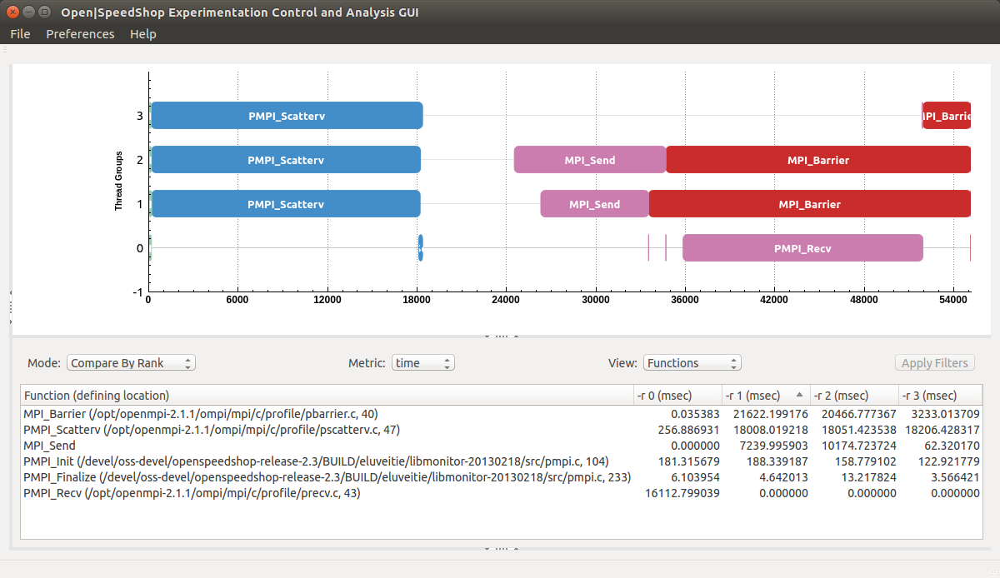 Open|SpeedShop Experimentation Control and Analysis GUI
File Preferences Help
3 PMPI_Scatterv IPI_Barrie
2 PMPI_Scatterv MPI_Send MPI_Barrier
Thread Groups
1 PMPI_Scatterv MPI_Send MPI_Barrier
0 PMPI_Recv
-1
0 6000 12000 18000 24000 30000 36000 42000 48000 54000
Mode: Compare By Rank Metric: time View: Functions Apply Filters
Function (defining location) -r 0 (msec) -r 1 (msec) -r 2 (msec) -r 3 (msec)
MPI_Barrier (/opt/openmpi-2.1.1/ompi/mpi/c/profile/pbarrier.c, 40) 0.035383 21622.199176 20466.777367 3233.013709
PMPI_Scatterv (/opt/openmpi-2.1.1/ompi/mpi/c/profile/pscatterv.c, 47) 256.886931 18008.019218 18051.423538 18206.428317
MPI_Send 0.000000 7239.995903 10174.723724 62.320170
PMPI_Init (/devel/oss-devel/openspeedshop-release-2.3/BUILD/eluveitie/libmonitor-20130218/src/pmpi.c, 104) 181.315679 188.339187 158.779102 122.921779
PMPI_Finalize (/devel/oss-devel/openspeedshop-release-2.3/BUILD/eluveitie/libmonitor-20130218/src/pmpi.c, 233) 6.103954 4.642013 13.217824 3.566421
PMPI_Recv (/opt/openmpi-2.1.1/ompi/mpi/c/profile/precv.c, 43) 16112.799039 0.000000 0.000000 0.000000